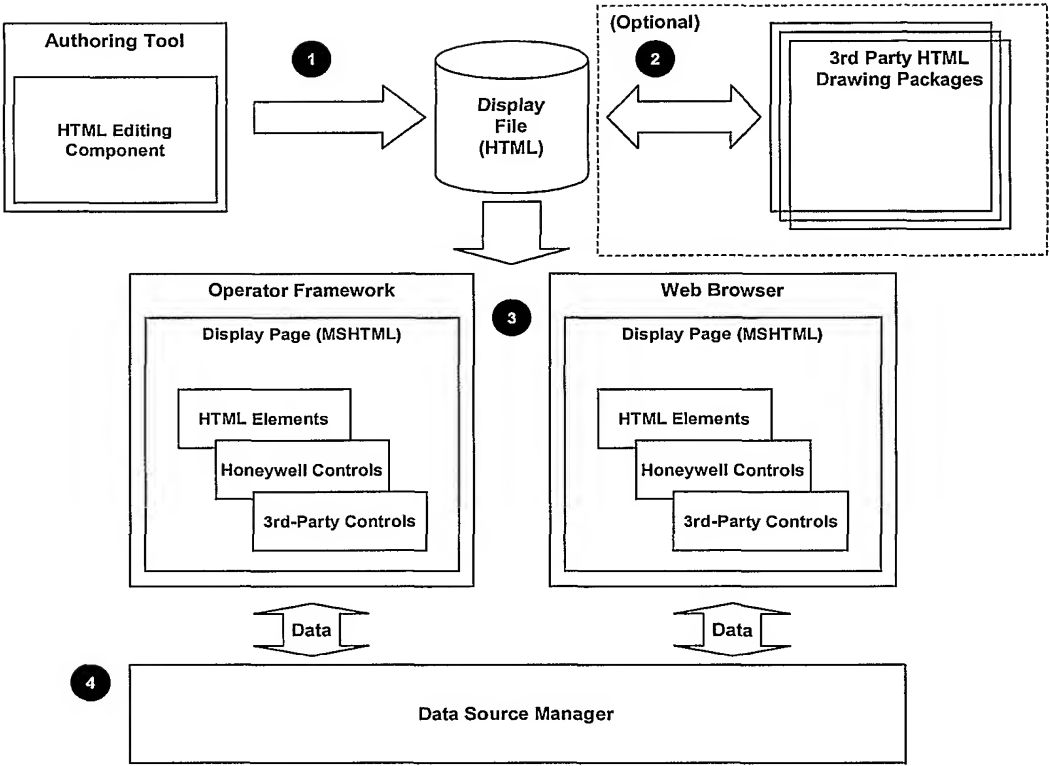 Authoring Tool
HTML Editing
Component
1
Display
File
(HTML)
(Optional)
2
3rd Party HTML
Drawing Packages
Operator Framework
Display Page (MSHTML)
HTML Elements
Honeywell Controls
3rd-Party Controls
3
Web Browser
Display Page (MSHTML)
HTML Elements
Honeywell Controls
3rd-Party Controls
Data
Data
4
Data Source Manager